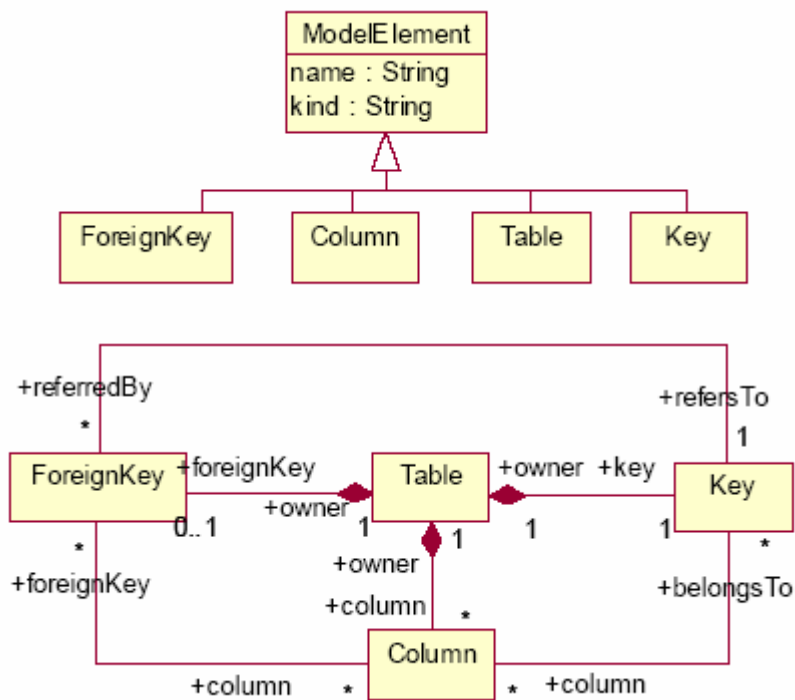 ModelElement
name : String
kind : String
ForeignKey
Column
Table
Key
+referredBy
*
+refersTo
1
ForeignKey
+foreignKey
Table
+owner
+key
Key
0..1
+owner
1
1
1
1
*
*
+foreignKey
+owner
+column
*
+belongsTo
Column
+column
*
*
+column